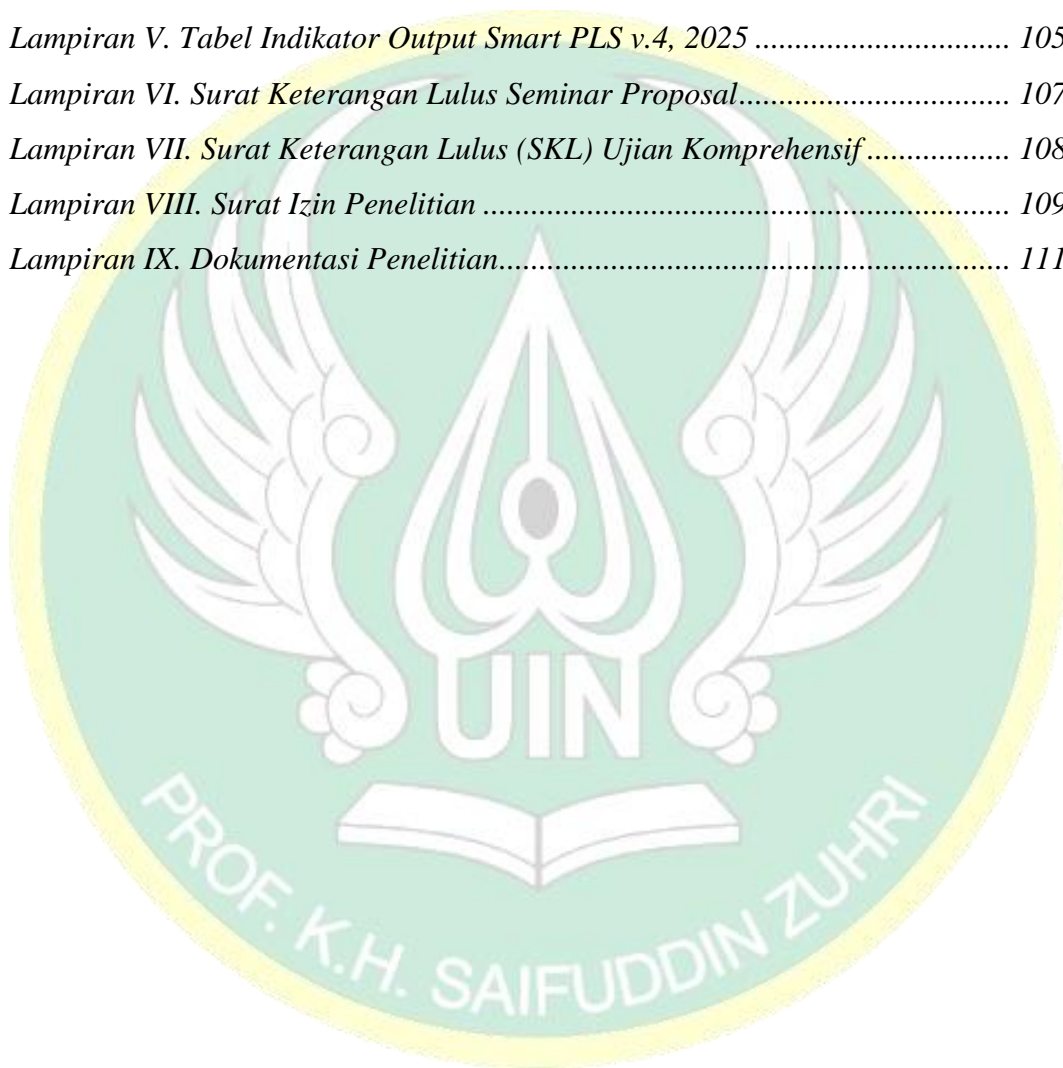 Lampiran V. Tabel Indikator Output Smart PLS v.4, 2025 ............................... 105
Lampiran VI. Surat Keterangan Lulus Seminar Proposal................................. 107
Lampiran VII. Surat Keterangan Lulus (SKL) Ujian Komprehensif ................. 108
Lampiran VIII. Surat Izin Penelitian ................................................................ 109
Lampiran IX. Dokumentasi Penelitian.............................................................. 111
UIN
PROF. K.H. SAIFUDDIN ZUHRI